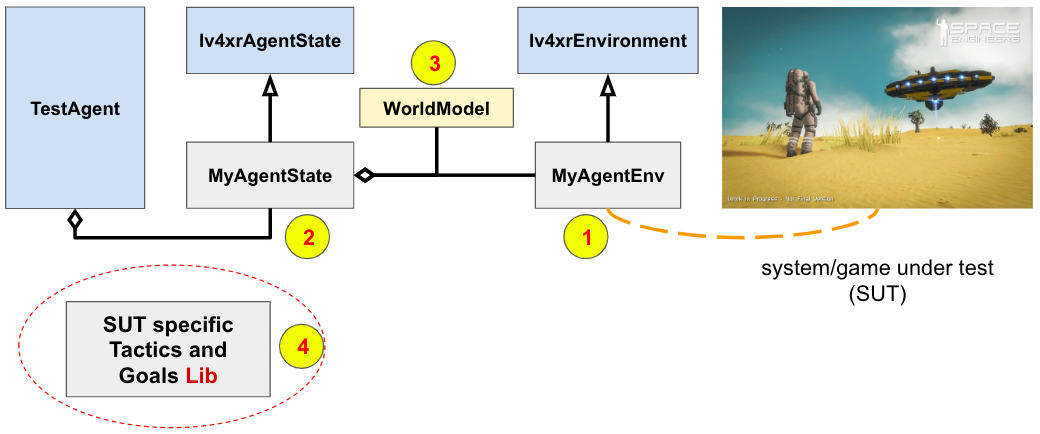 Iv4xrAgentState
Iv4xrEnvironment
SPACE
ENGINEERS
3
TestAgent
WorldModel
MyAgentState
MyAgentEnv
Work in Progress - Not Final Version
2
1
system/game under test
(SUT)
SUT specific
Tactics and
Goals Lib
4